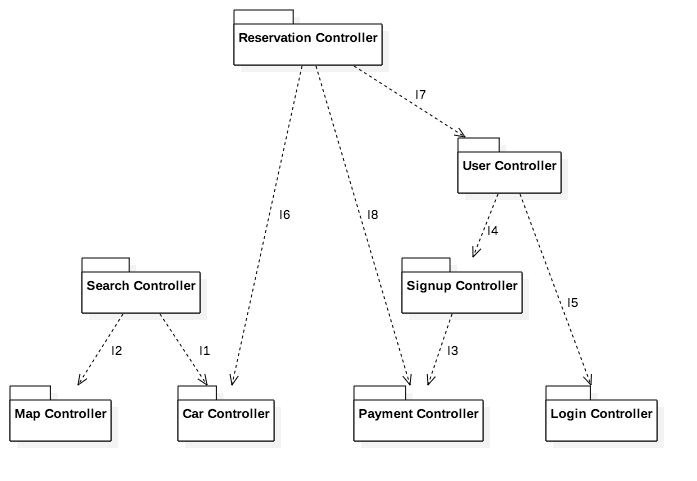 Reservation Controller
I7
User Controller
I6
I8
I4
Search Controller
Signup Controller
I5
I2
I1
I3
Map Controller
Car Controller
Payment Controller
Login Controller